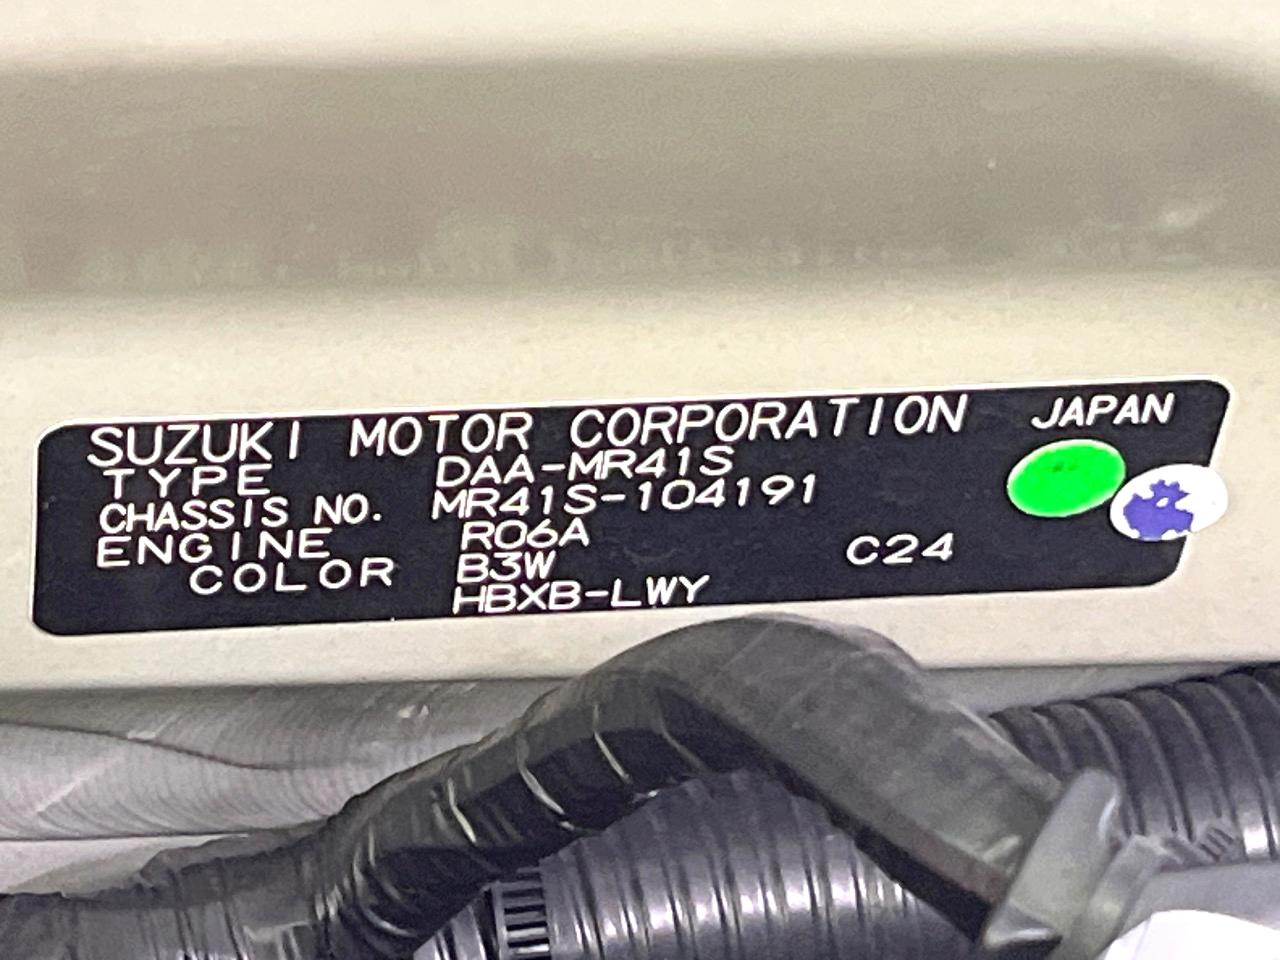 SUZUKI MOTOR CORPORATION JAPAN
TYPE DAA-MR41S
CHASSIS NO. MR41S-104191
ENGINE R06A
COLOR B3W C24
HBXB-LWY